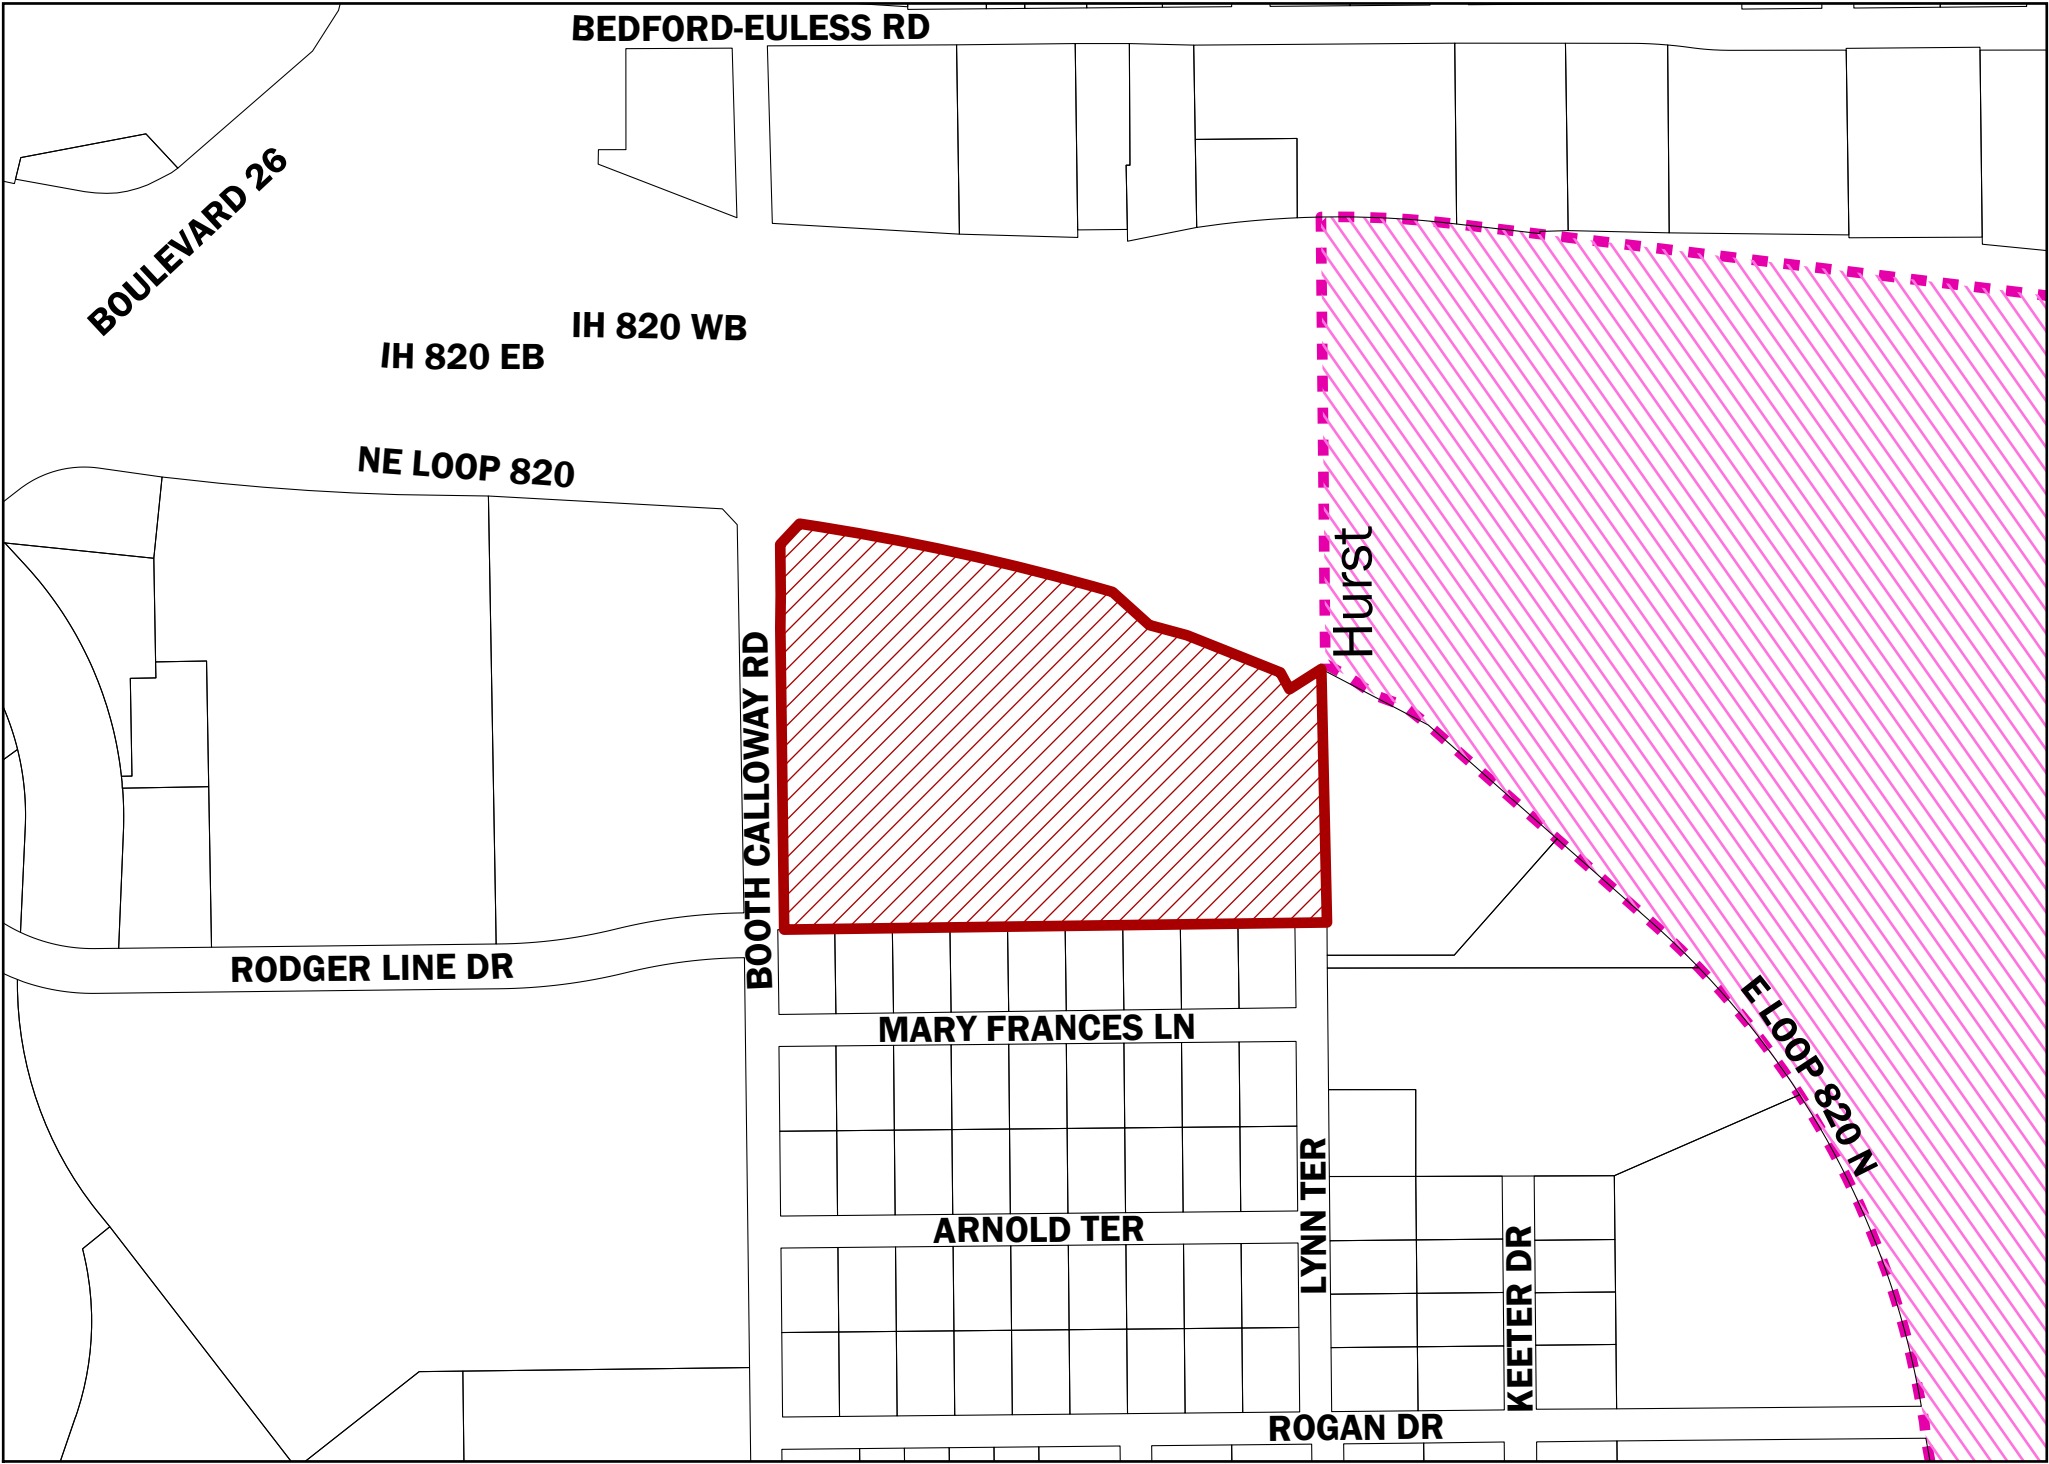 BEDFORD-EULESS RD
BOULEVARD 26
IH 820 WB
IH 820 EB
NE LOOP 820
Hurst
BOOTH CALLOWAY RD
RODGER LINE DR
MARY FRANCES LN
E LOOP 820 N
LYNN TER
ARNOLD TER
KEETER DR
ROGAN DR